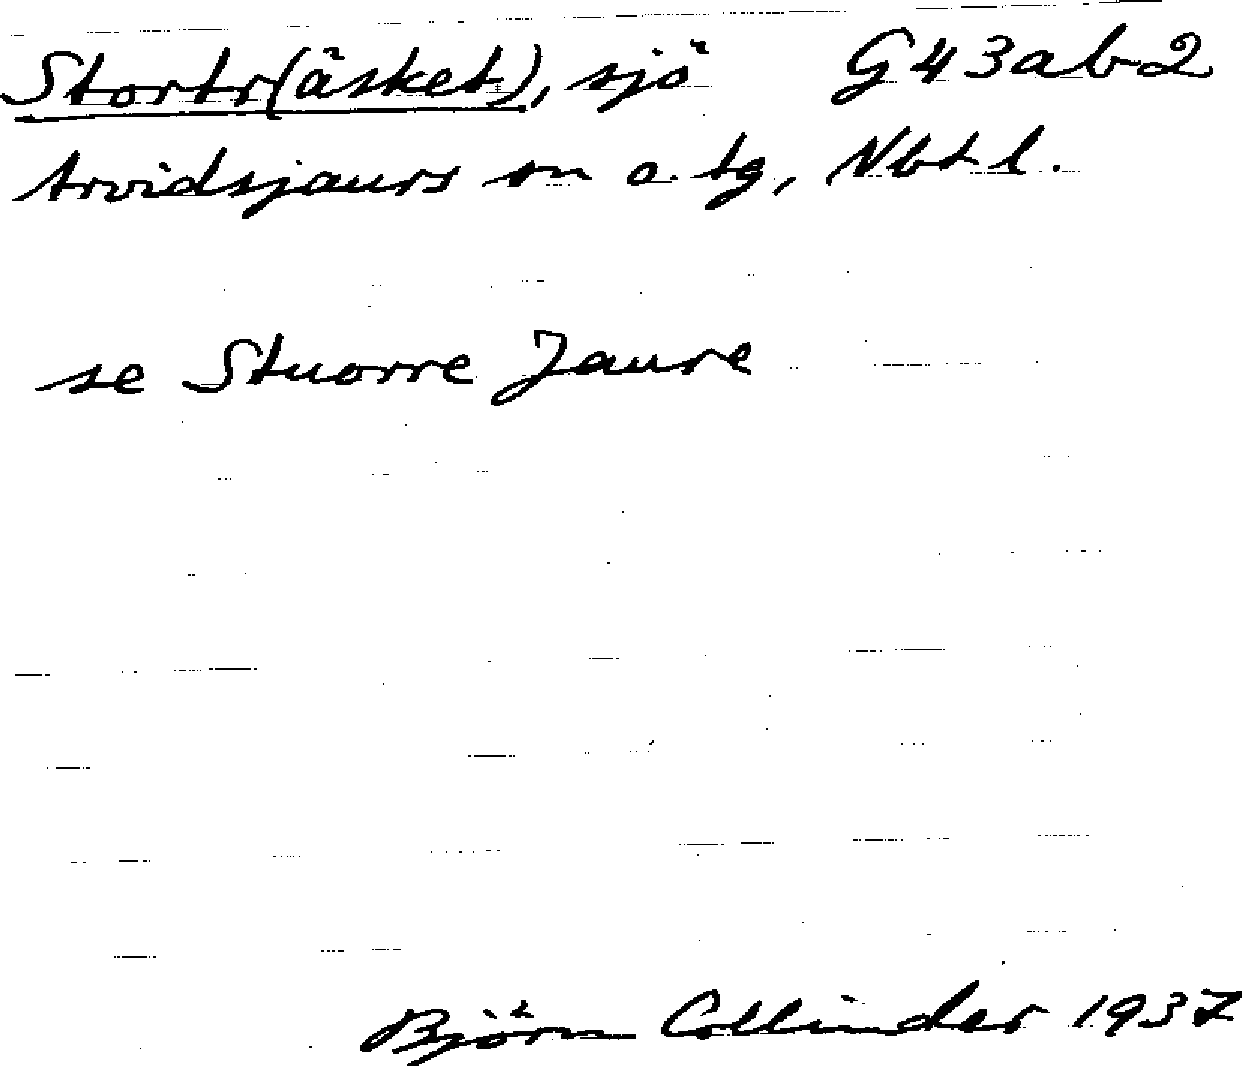 Stortr(äsket), sjö G43ab2
Arvidsjaurs sn o. tg, Nbtl.
se Stuorre Jaure
Björn Collinder 1937